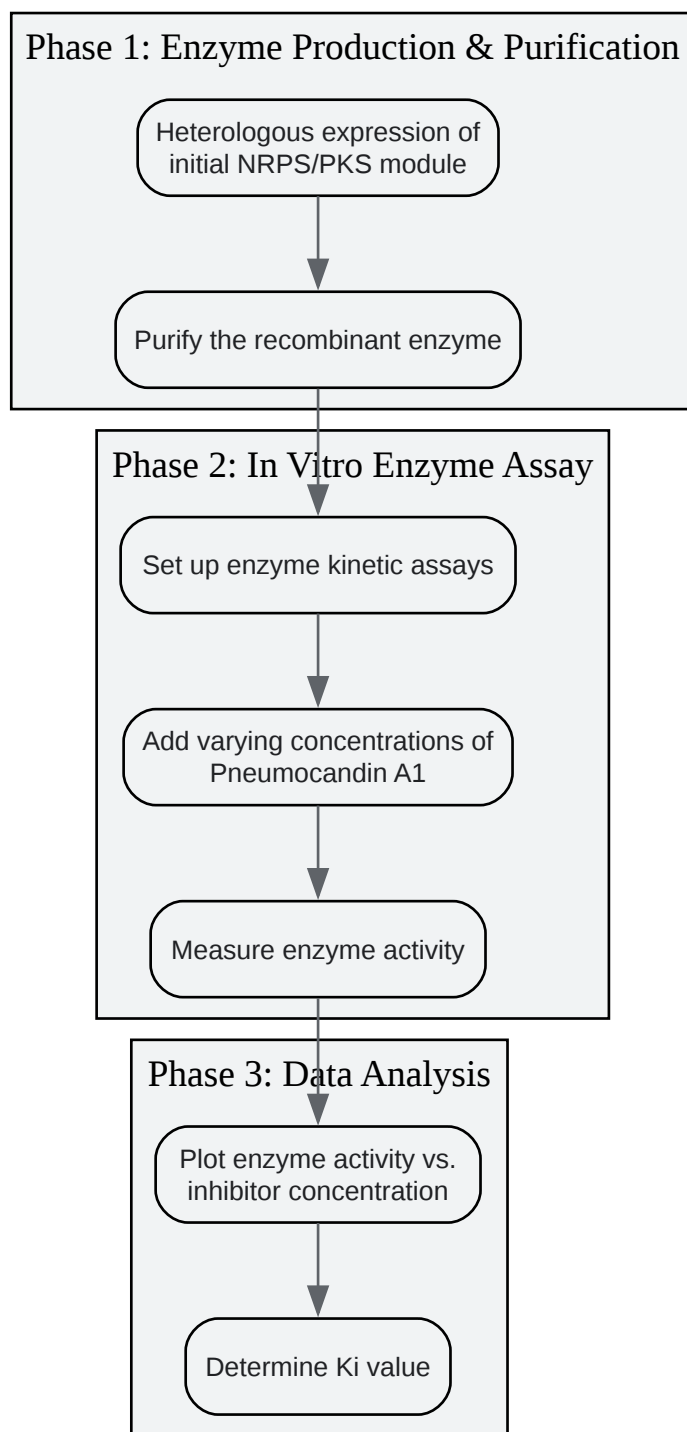 Phase 1: Enzyme Production & Purification
Heterologous expression of
initial NRPS/PKS module
Purify the recombinant enzyme
Phase 2: In Vitro Enzyme Assay
Set up enzyme kinetic assays
Add varying concentrations of
Pneumocandin A1
Measure enzyme activity
Phase 3: Data Analysis
Plot enzyme activity vs.
inhibitor concentration
Determine Ki value